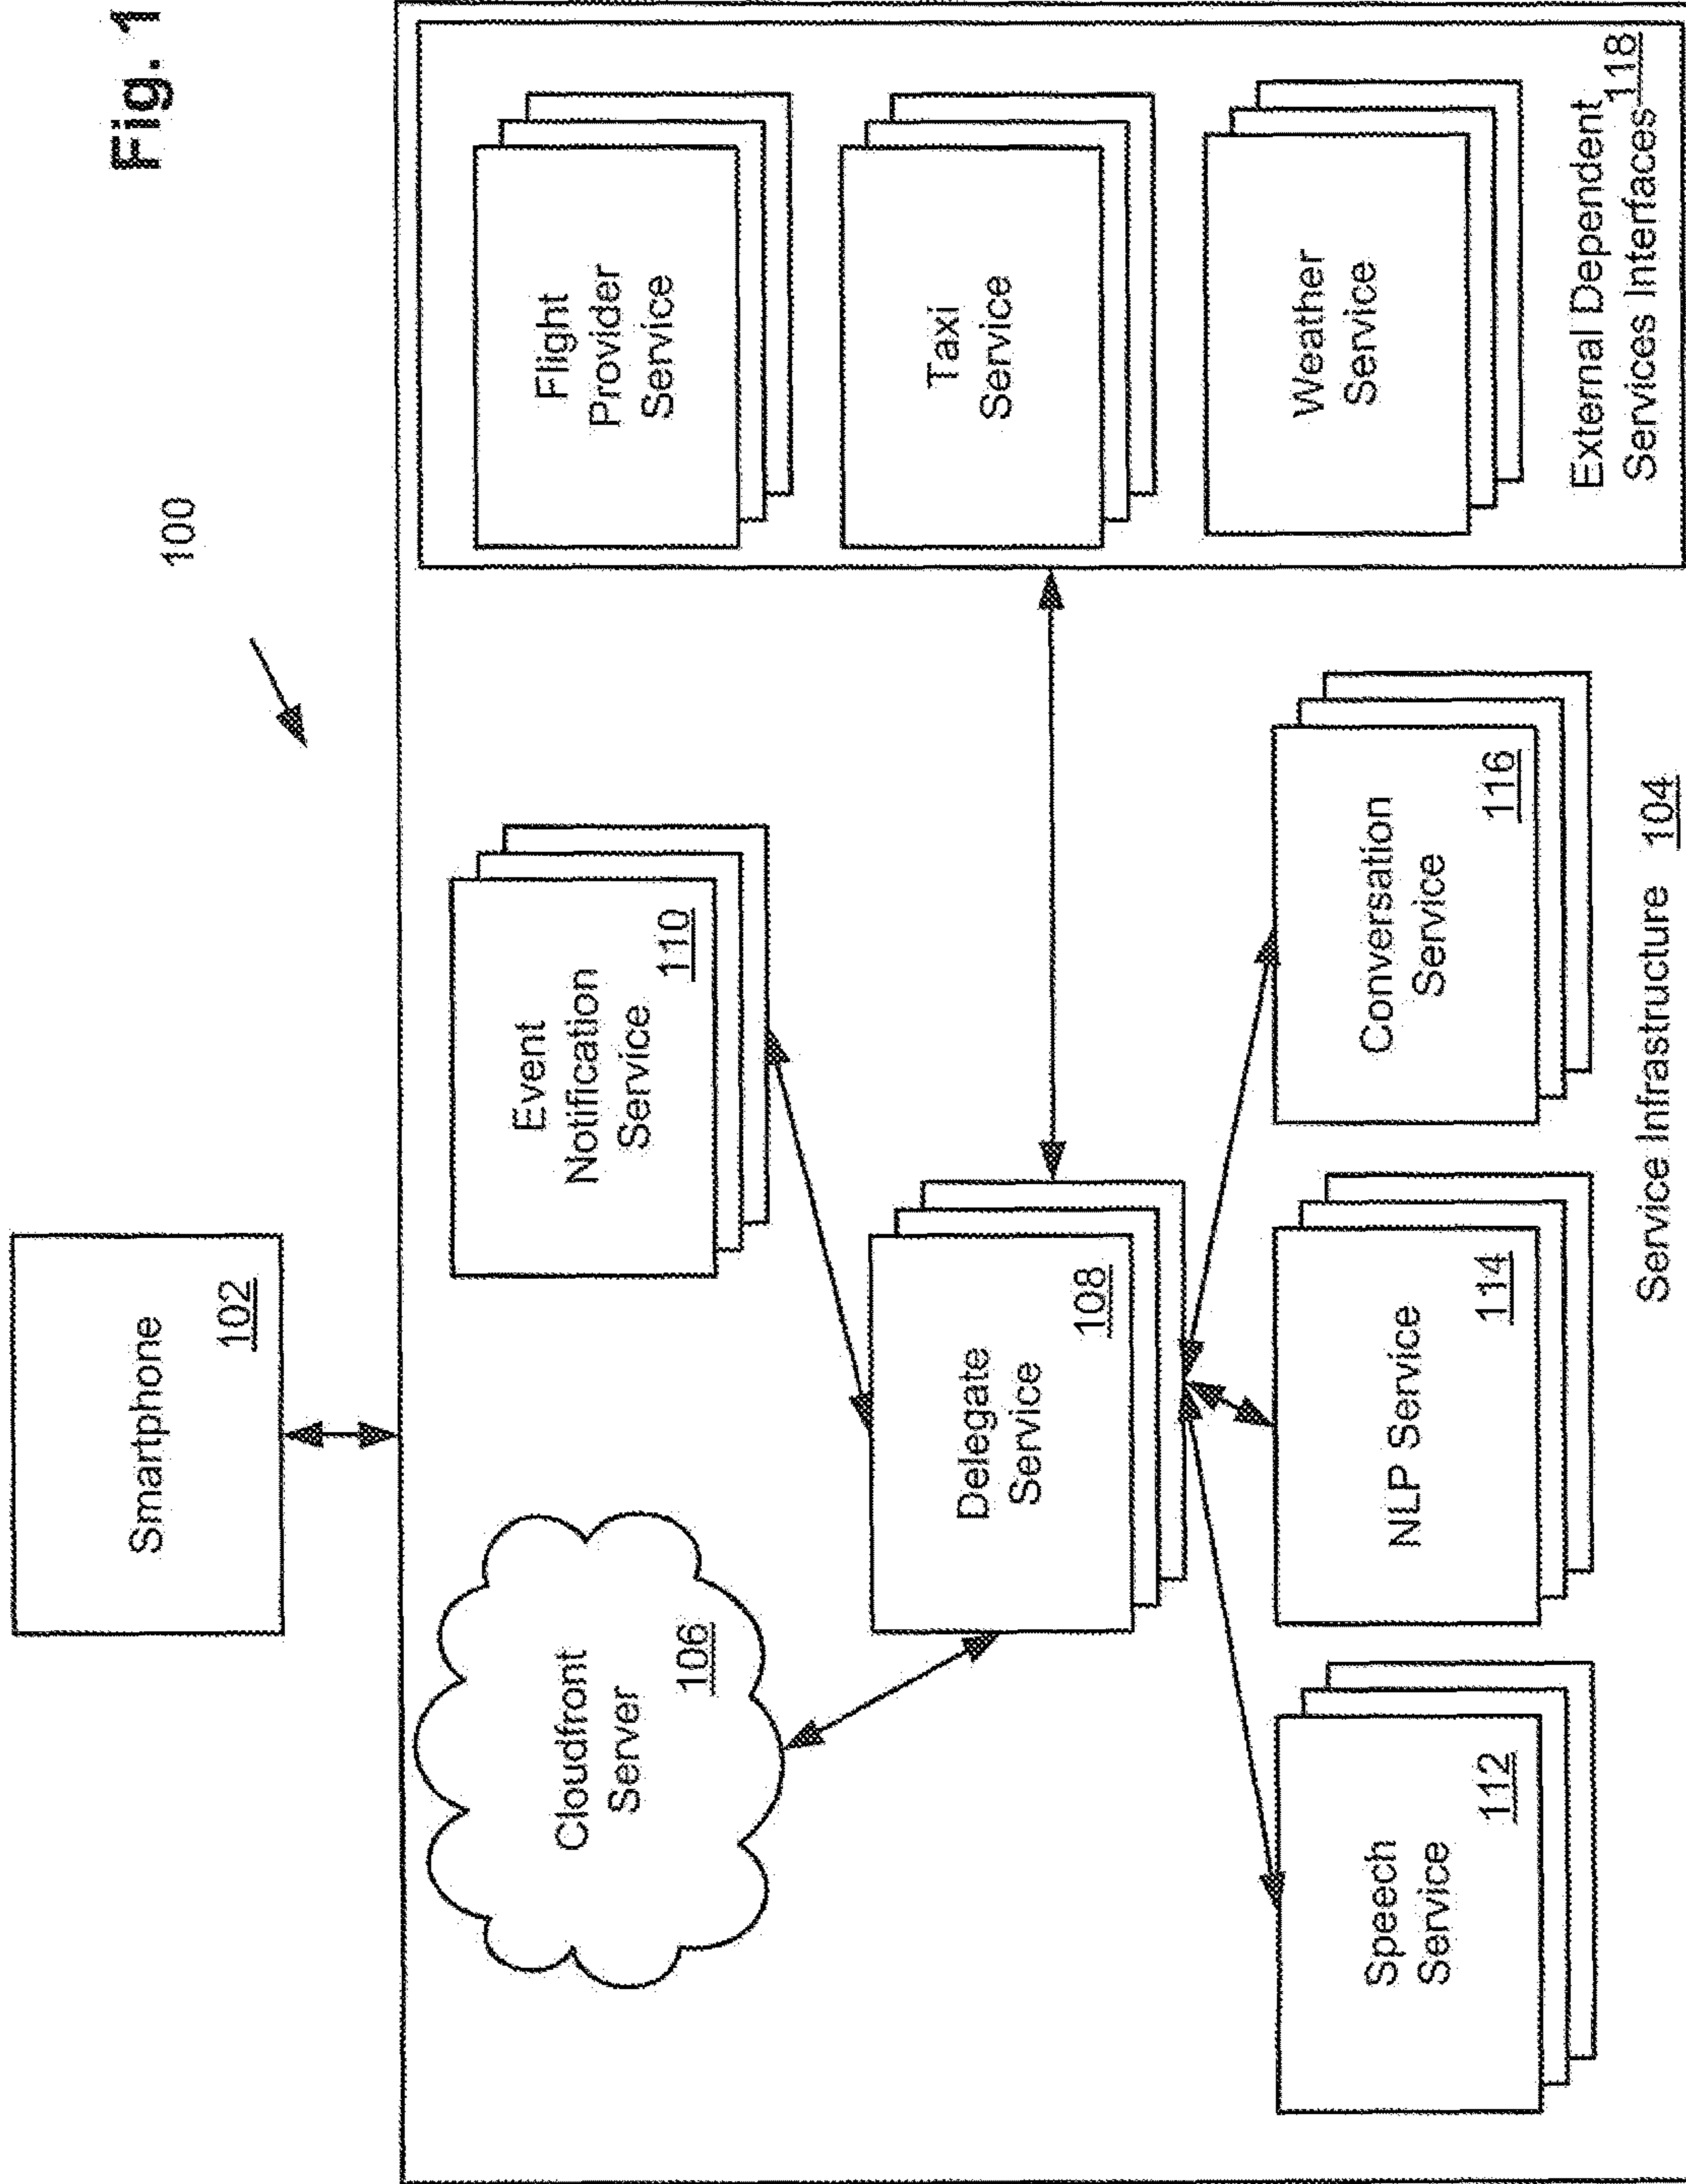 Fig. 1
100
Smartphone
102
Cloudfront
Server
106
Event
Notification
Service
110
Flight
Provider
Service
Delegate
Service
108
Taxi
Service
Speech
Service
112
NLP Service
114
Conversation
Service
116
Weather
Service
External Dependent
Services Interfaces
118
Service Infrastructure 104